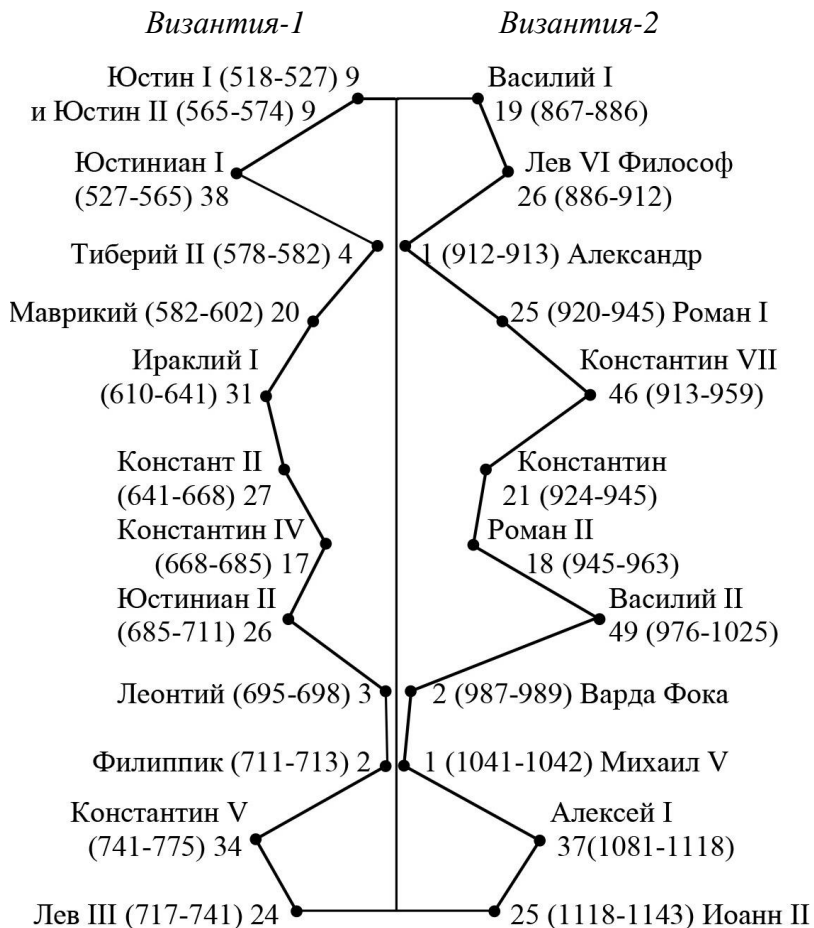 Византия-1
Византия-2
Юстин I (518-527) 9
и Юстин II (565-574) 9
Василий I
19 (867-886)
Юстиниан I
(527-565) 38
Лев VI Философ
26 (886-912)
Тиберий II (578-582) 4
1 (912-913) Александр
Маврикий (582-602) 20
25 (920-945) Роман I
Ираклий I
(610-641) 31
Константин VII
46 (913-959)
Констант II
(641-668) 27
Константин
21 (924-945)
Константин IV
(668-685) 17
Роман II
18 (945-963)
Юстиниан II
(685-711) 26
Василий II
49 (976-1025)
Леонтий (695-698) 3
2 (987-989) Варда Фока
Филиппик (711-713) 2
1 (1041-1042) Михаил V
Константин V
(741-775) 34
Алексей I
37(1081-1118)
Лев III (717-741) 24
25 (1118-1143) Иоанн II